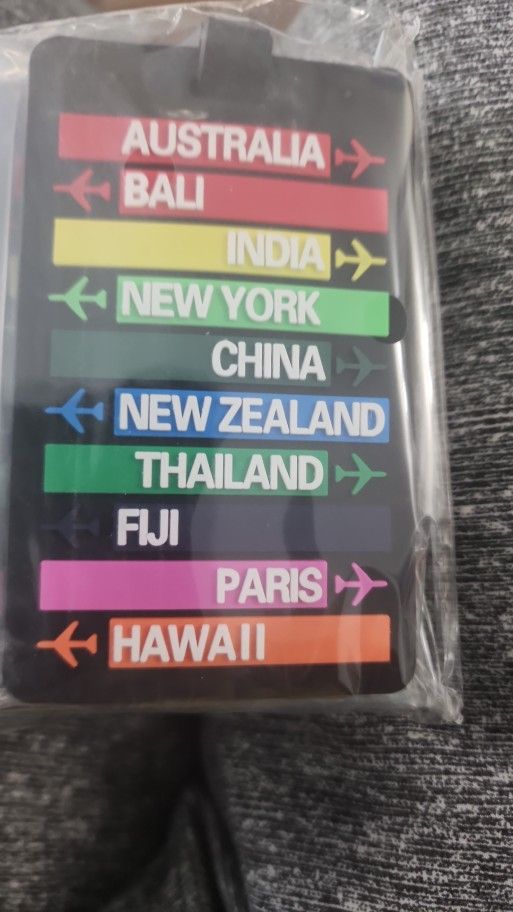 AUSTRALIA
BALI
INDIA
NEW YORK
CHINA
NEW ZEALAND
THAILAND
FIJI
PARIS
HAWAII